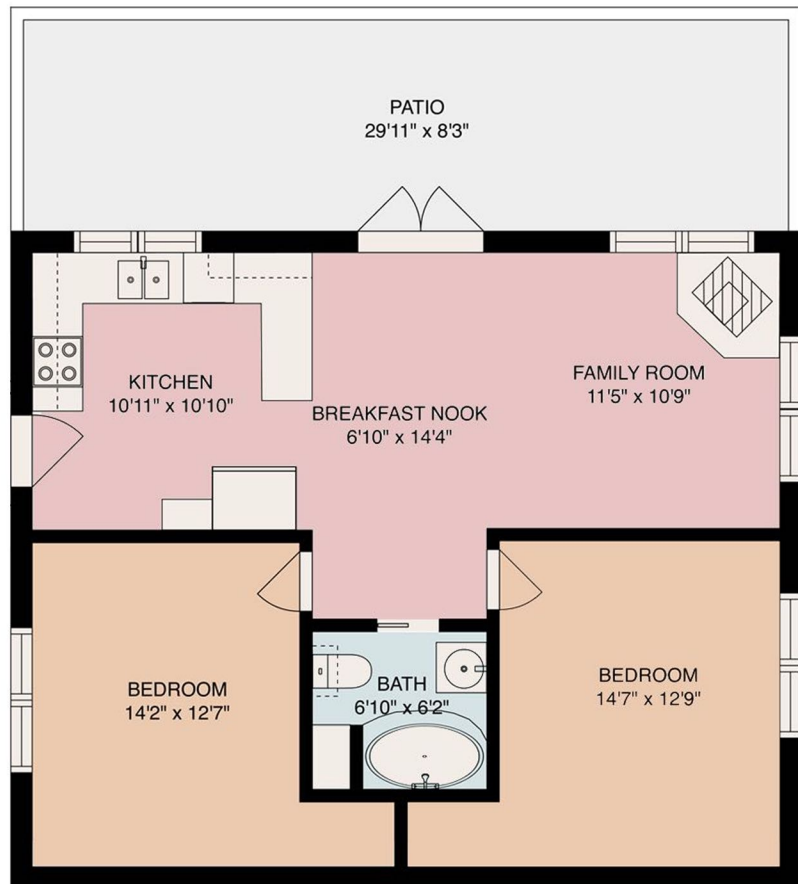 PATIO
29'11" x 8'3"
KITCHEN
10'11" x 10'10"
BREAKFAST NOOK
6'10" x 14'4"
FAMILY ROOM
11'5" x 10'9"
BEDROOM
14'2" x 12'7"
BATH
6'10" x 6'2"
BEDROOM
14'7" x 12'9"